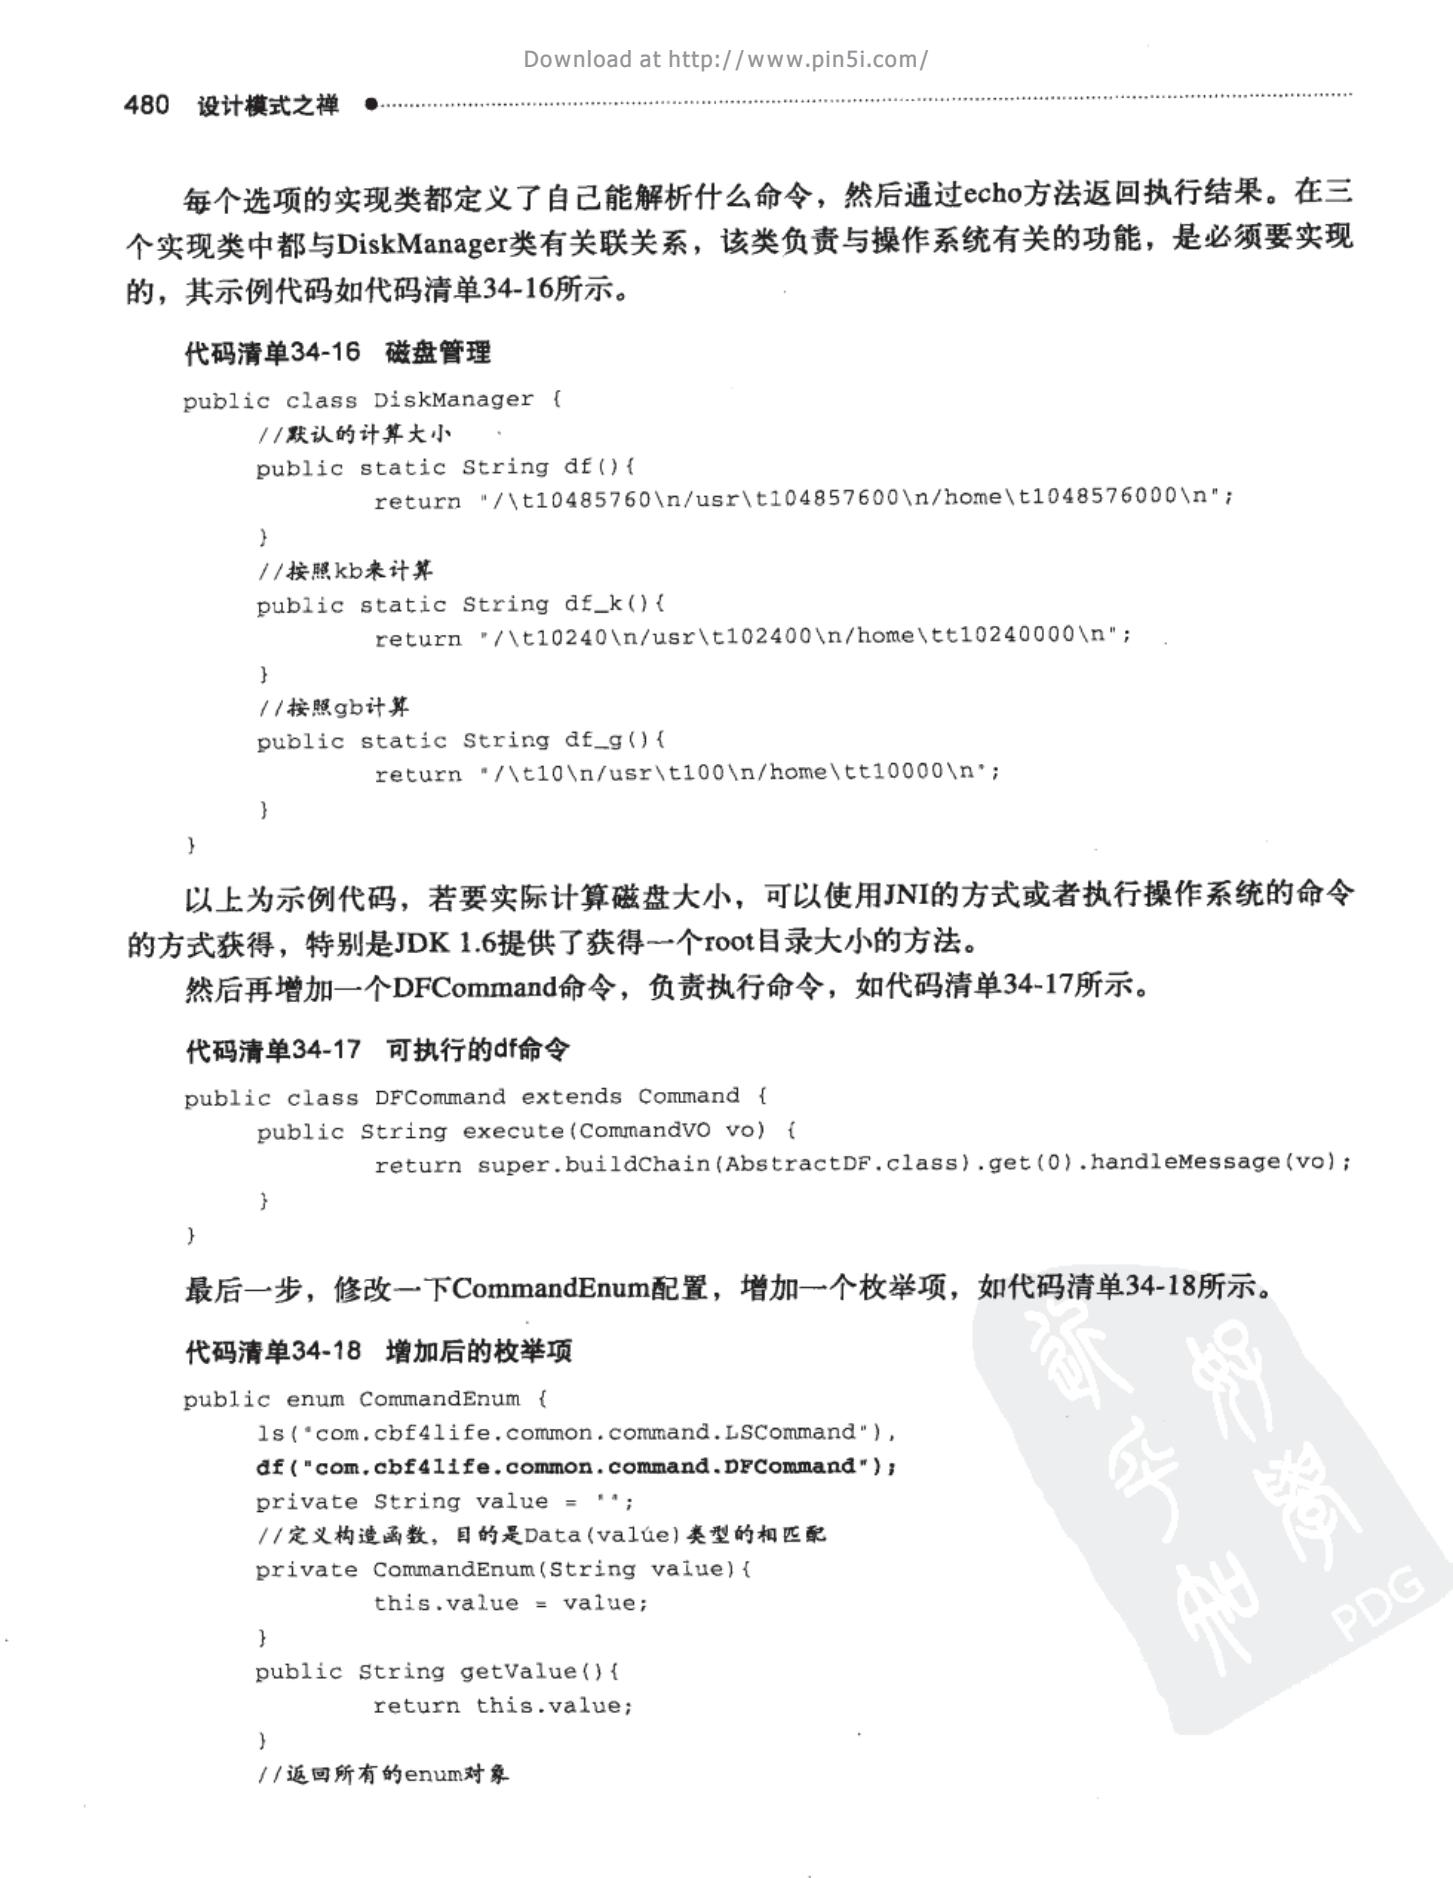 Download at http://www.pin5i.com/
480 设计模式之禅
每个选项的实现类都定义了自己能解析什么命令，然后通过echo方法返回执行结果。在三
个实现类中都与DiskManager类有关联关系，该类负责与操作系统有关的功能，是必须要实现
的，其示例代码如代码清单34-16所示。
代码清单34-16 磁盘管理
public class DiskManager {
//默认的计算大小
public static String df(){
return "/\t10485760\n/usr\t104857600\n/home\t1048576000\n";
}
//按照kb来计算
public static String df_k(){
return "/\t10240\n/usr\t102400\n/home\tt10240000\n";
}
//按照gb计算
public static String df_g(){
return "/\t10\n/usr\t100\n/home\tt10000\n";
}
}
以上为示例代码，若要实际计算磁盘大小，可以使用JNI的方式或者执行操作系统的命令
的方式获得，特别是JDK 1.6提供了获得一个root目录大小的方法。
然后再增加一个DFCommand命令，负责执行命令，如代码清单34-17所示。
代码清单34-17 可执行的df命令
public class DFCommand extends Command {
public String execute(CommandVO vo) {
return super.buildChain(AbstractDF.class).get(0).handleMessage(vo);
}
}
最后一步，修改一下CommandEnum配置，增加一个枚举项，如代码清单34-18所示。
代码清单34-18 增加后的枚举项
public enum CommandEnum {
ls("com.cbf4life.common.command.LSCommand"),
df("com.cbf4life.common.command.DFCommand");
private String value = "";
//定义构造函数，目的是Data(value)类型的相匹配
private CommandEnum(String value){
this.value = value;
}
public String getValue(){
return this.value;
}
//返回所有的enum对象
PDG